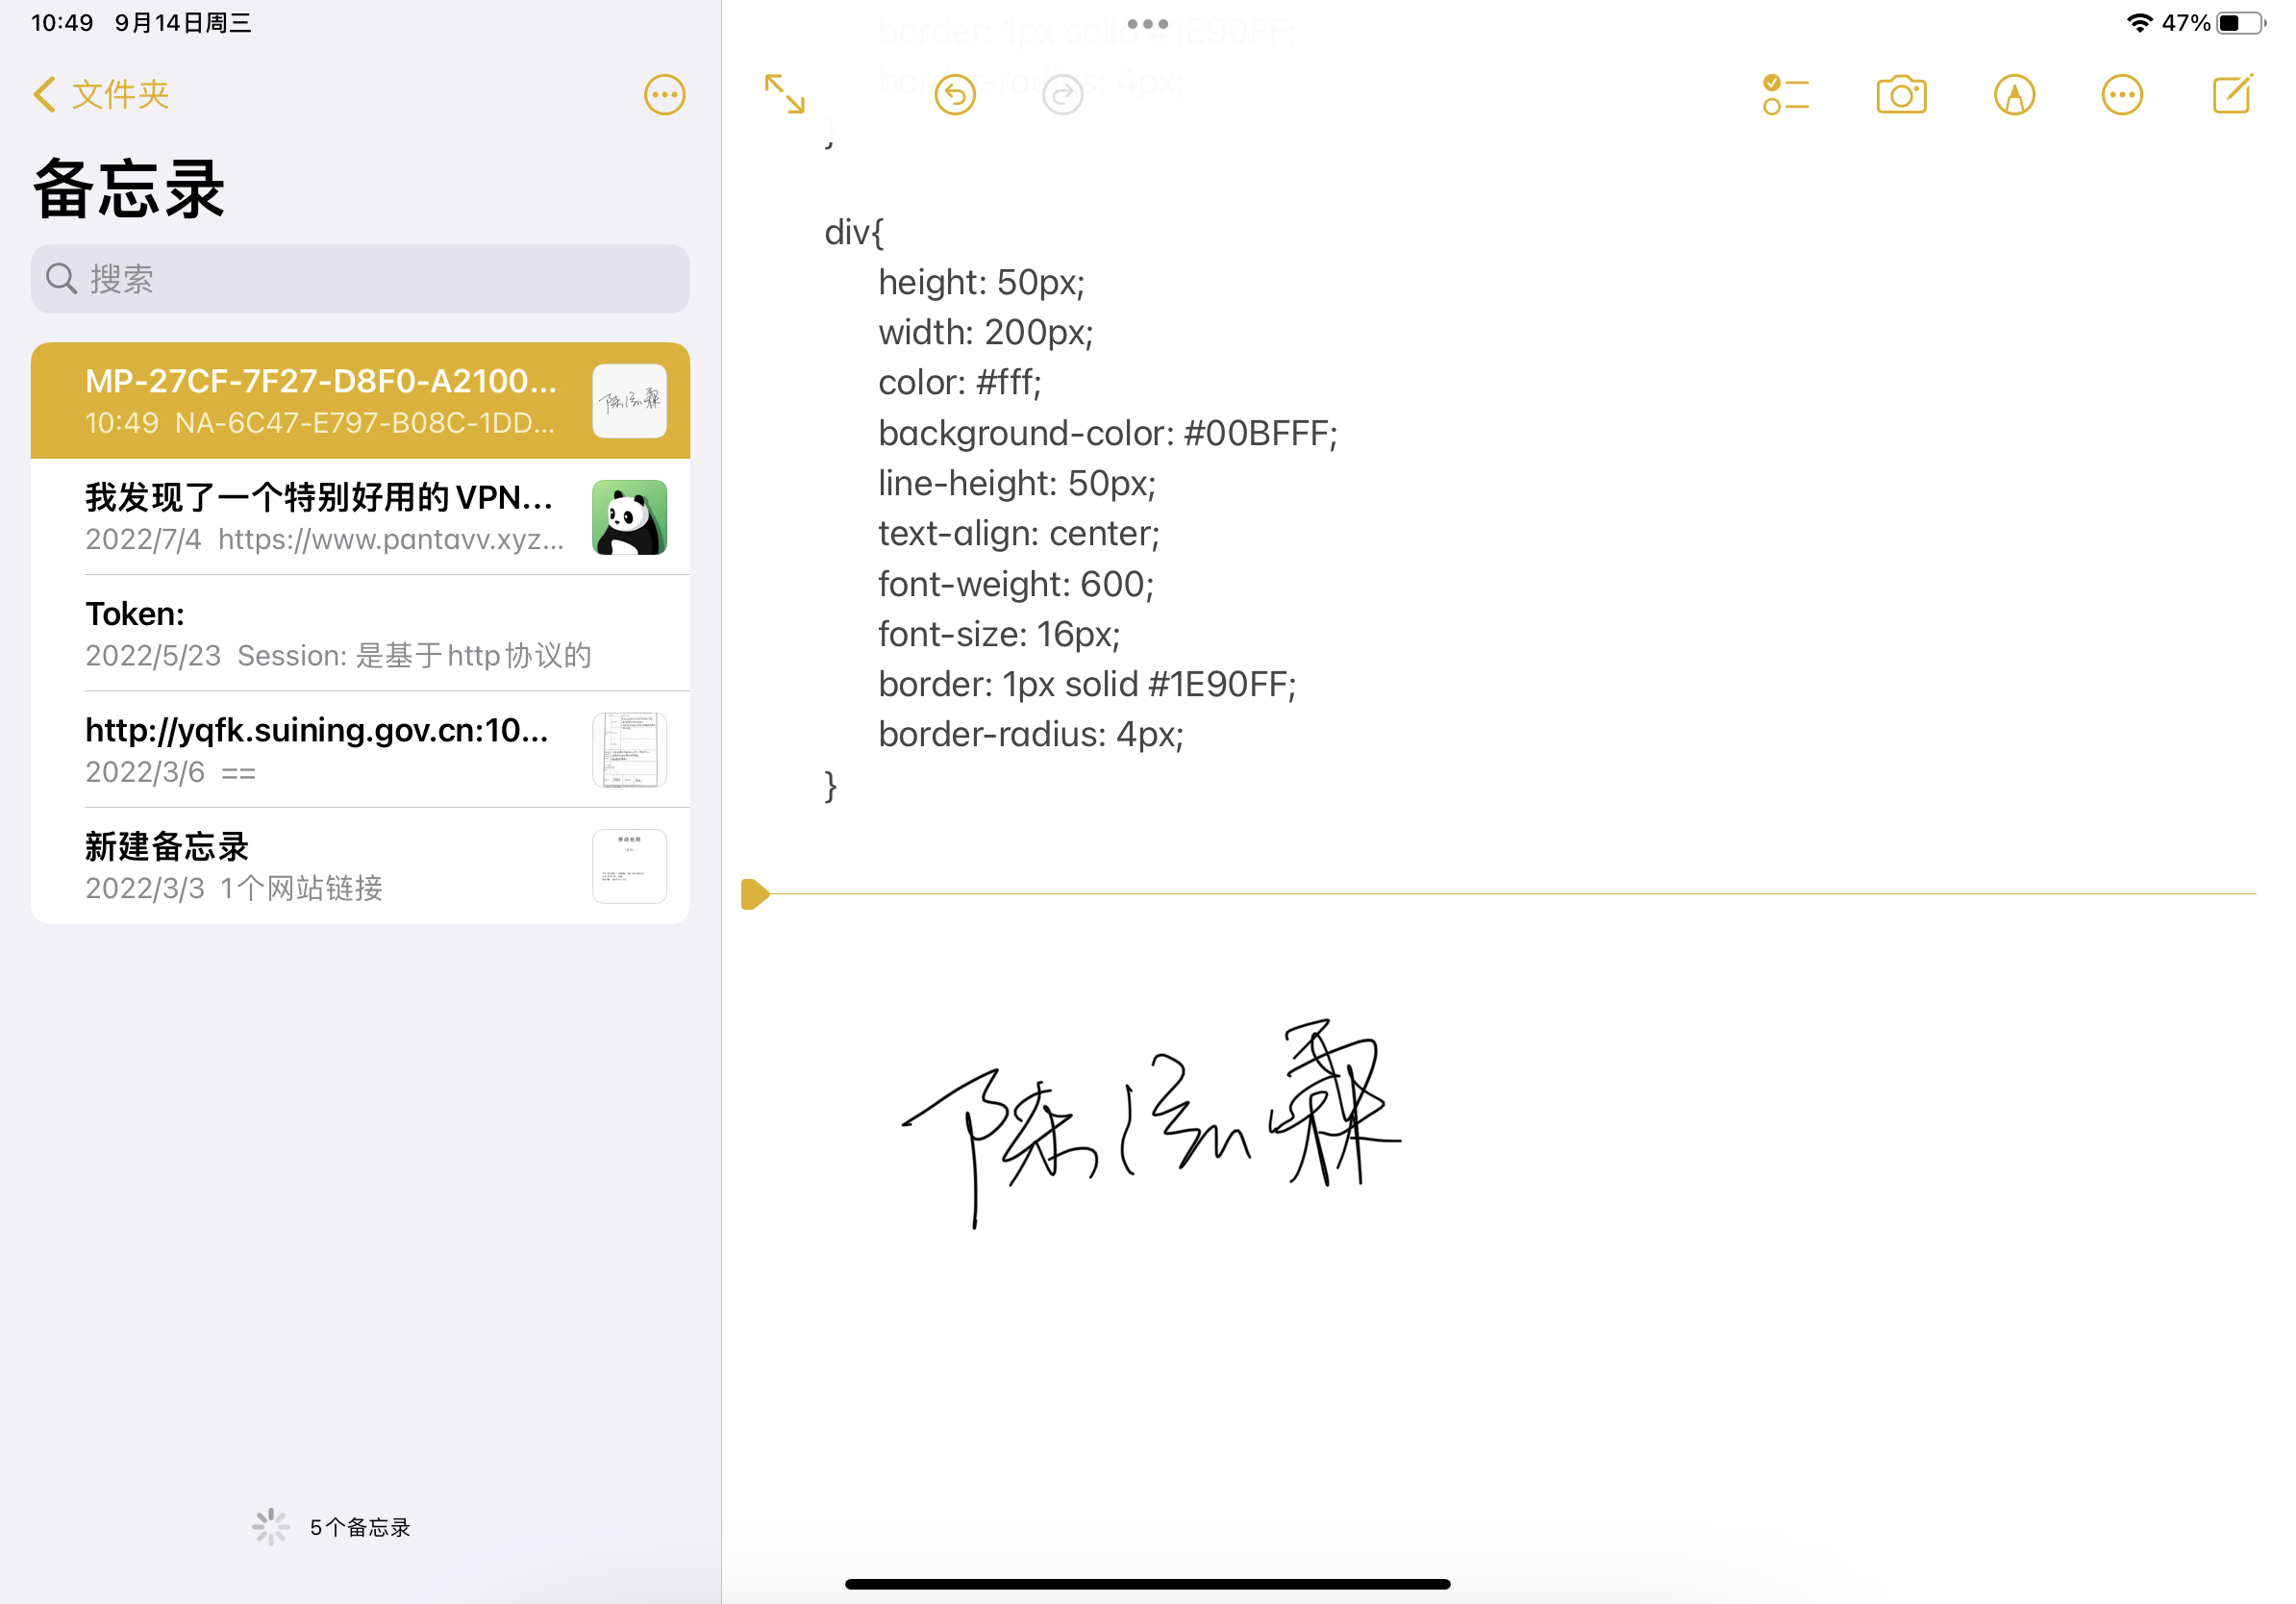 10:49 9月14日周三
47%
文件夹
备忘录
搜索
MP-27CF-7F27-D8F0-A2100...
10:49 NA-6C47-E797-B08C-1DD...
我发现了一个特别好用的VPN...
2022/7/4 https://www.pantavv.xyz...
Token:
2022/5/23 Session: 是基于http协议的
http://yqfk.suining.gov.cn:10...
2022/3/6 ==
新建备忘录
2022/3/3 1个网站链接
5个备忘录
border: 1px solid #1E90FF;
border-radius: 4px;
}
div{
height: 50px;
width: 200px;
color: #fff;
background-color: #00BFFF;
line-height: 50px;
text-align: center;
font-weight: 600;
font-size: 16px;
border: 1px solid #1E90FF;
border-radius: 4px;
}
陈泓霖